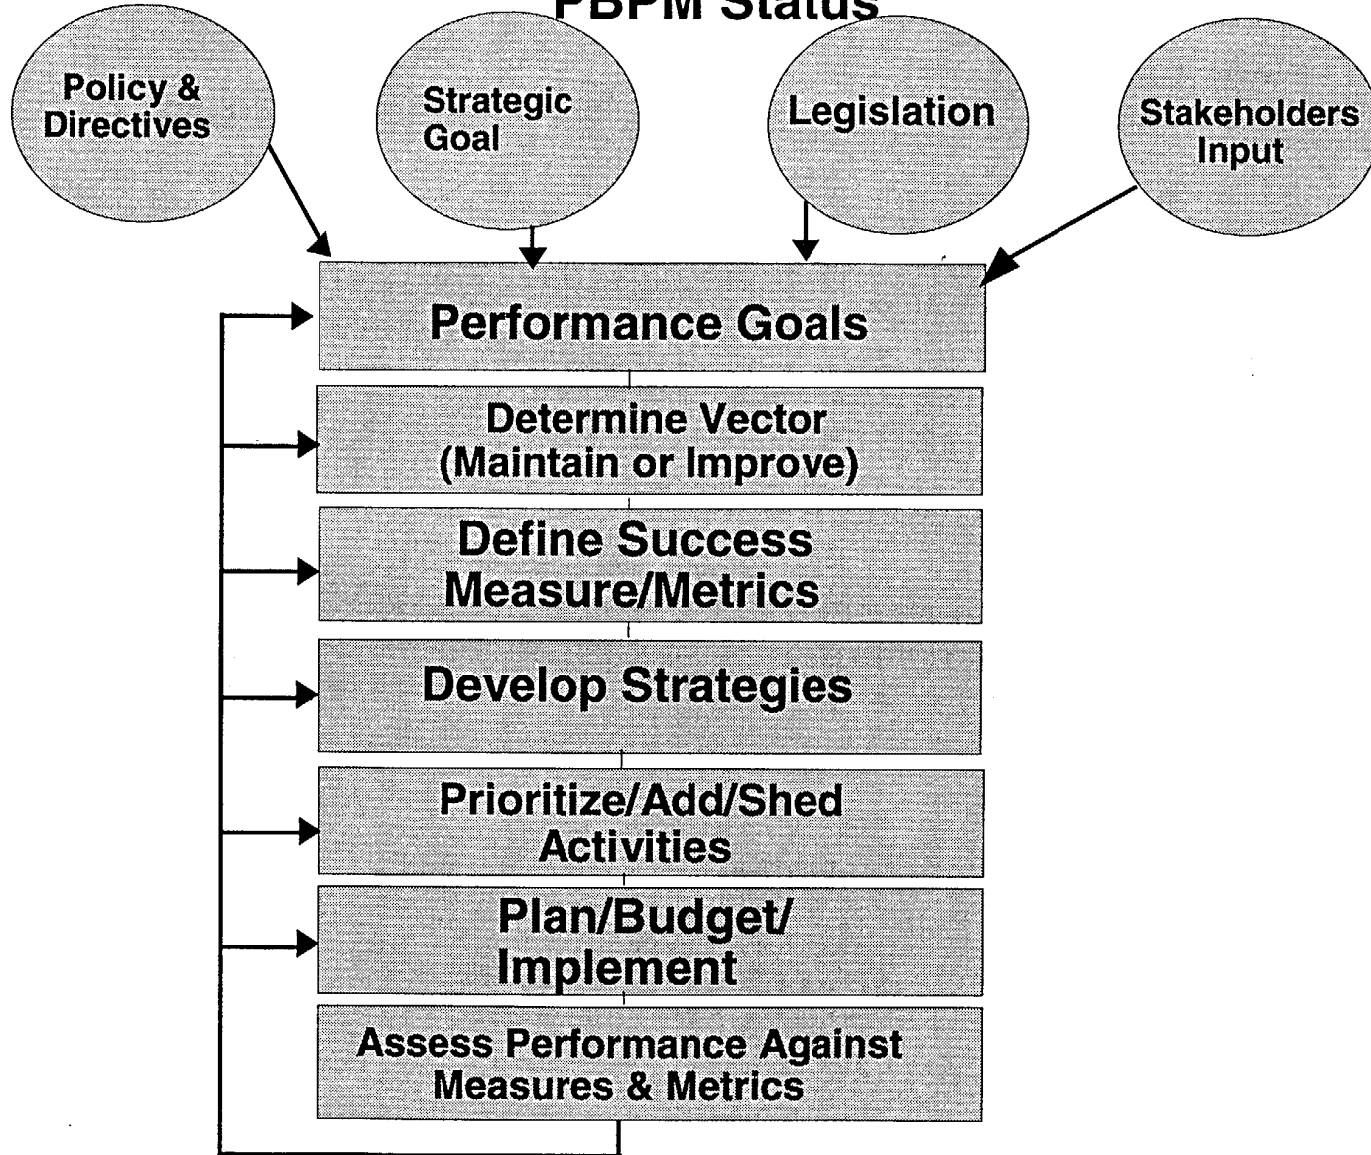 PBPM Status
Policy &
Directives
Strategic
Goal
Legislation
Stakeholders
Input
Performance Goals
Determine Vector
(Maintain or Improve)
Define Success
Measure/Metrics
Develop Strategies
Prioritize/Add/Shed
Activities
Plan/Budget/
Implement
Assess Performance Against
Measures & Metrics